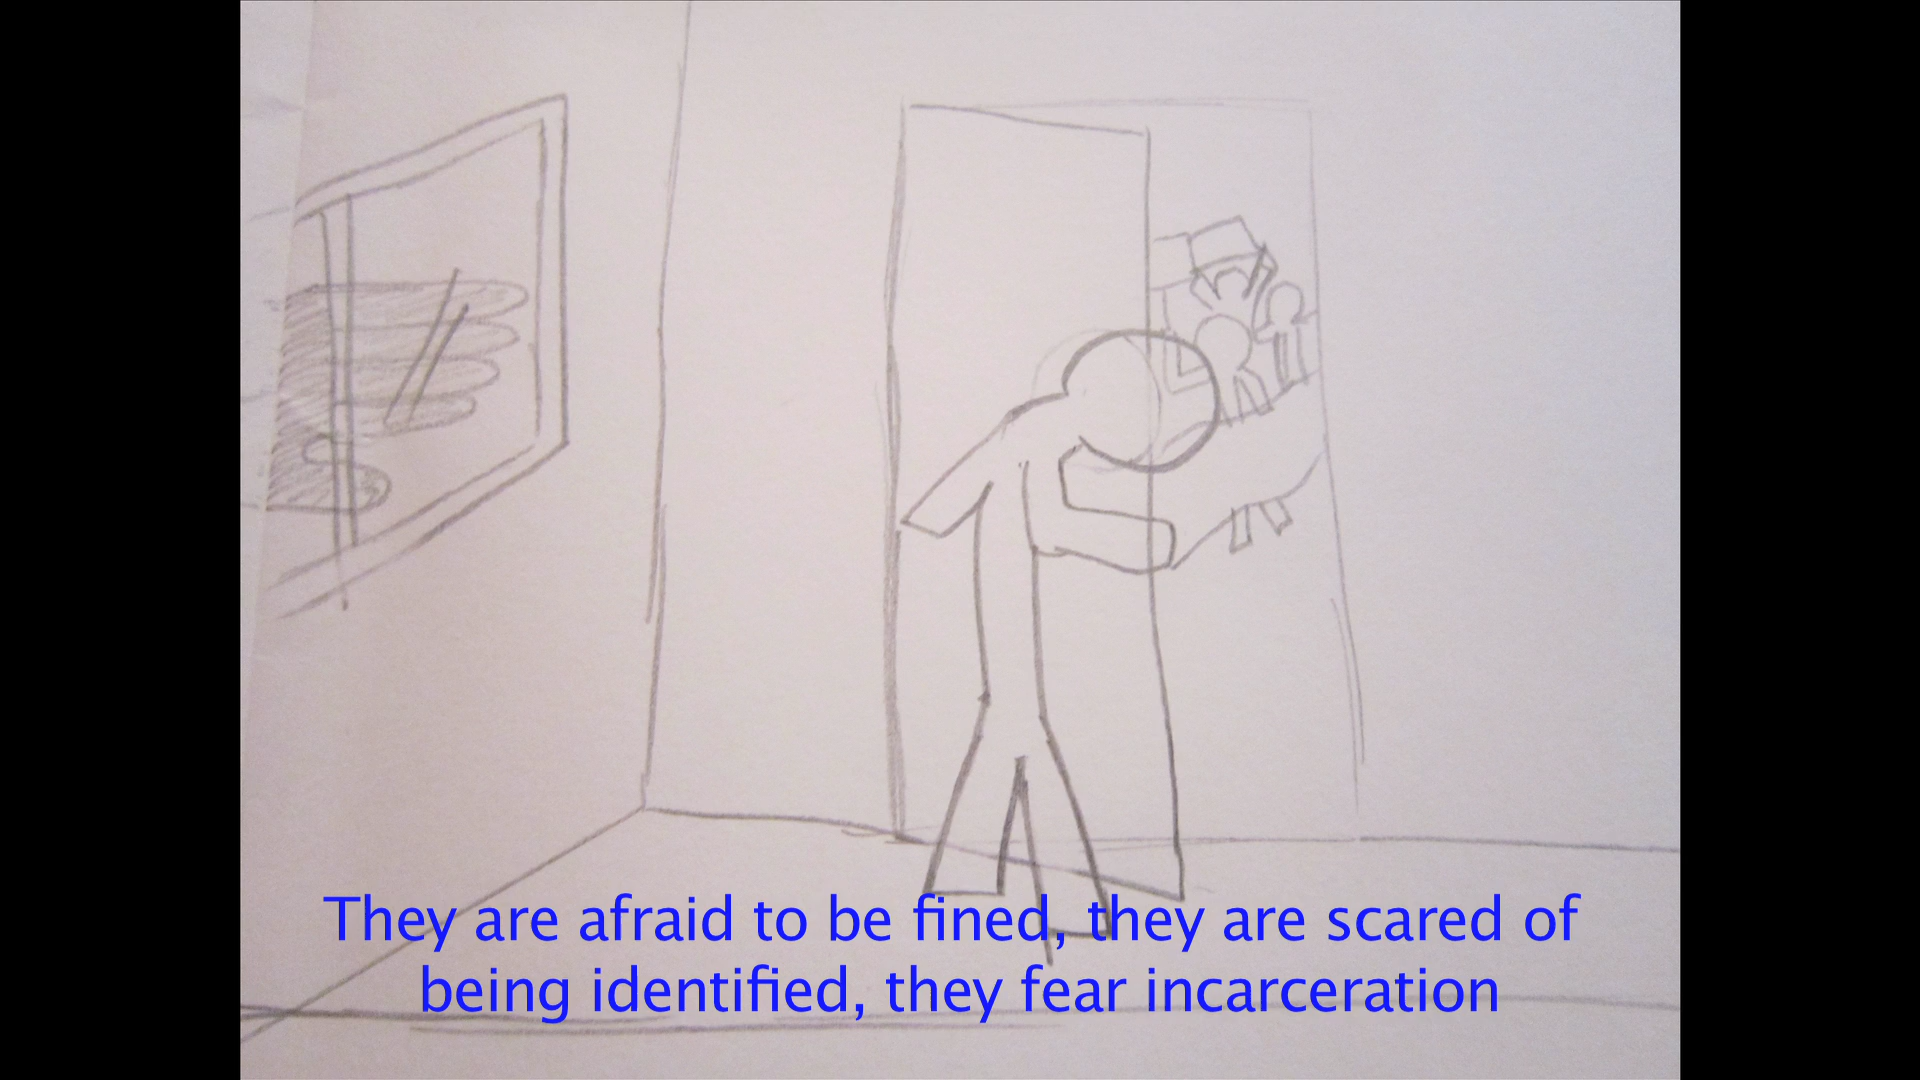 They are afraid to be fined, they are scared of
being identified, they fear incarceration